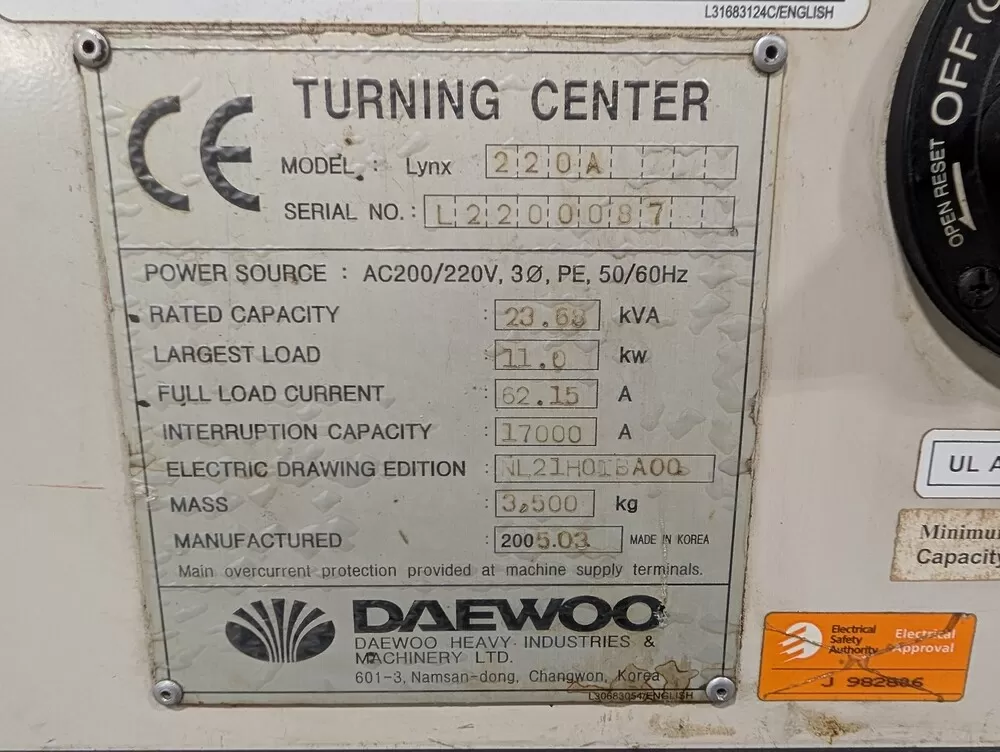 L31683124C/ENGLISH
CE
TURNING CENTER
MODEL : Lynx 220A
SERIAL NO. : L2200087
POWER SOURCE : AC200/220V, 3Ø, PE, 50/60Hz
RATED CAPACITY : 23.68 kVA
LARGEST LOAD : 11.0 kw
FULL LOAD CURRENT : 62.15 A
INTERRUPTION CAPACITY : 17000 A
ELECTRIC DRAWING EDITION :
MASS : 3,500 kg
MANUFACTURED : 2005.03 MADE IN KOREA
Main overcurrent protection provided at machine supply terminals.
DAEWOO
DAEWOO HEAVY INDUSTRIES &
MACHINERY LTD.
601-3, Namsan-dong, Changwon, Korea
L30683054/ENGLISH
OFF
OPEN RESET
UL
Capacity
Electrical
Safety
Authority
Electrical
Approval
J 982886